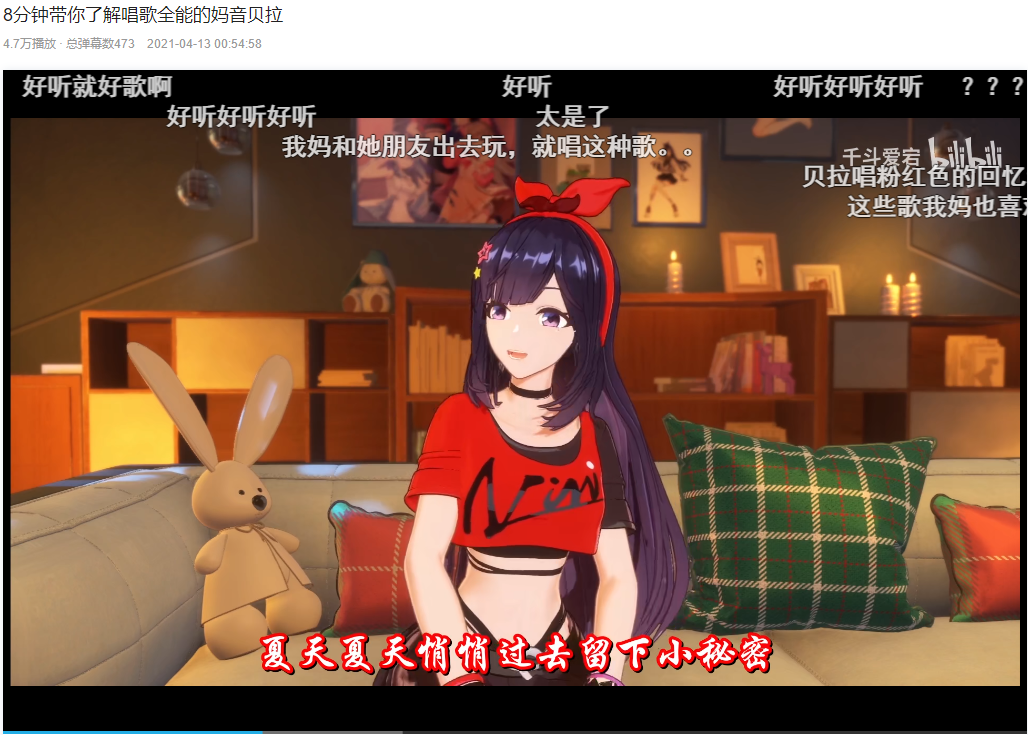 8分钟带你了解唱歌全能的妈音贝拉
4.7万播放 · 总弹幕数473 2021-04-13 00:54:58
好听就好歌啊
好听
好听好听好听
？？？
好听好听好听
太是了
我妈和她朋友出去玩，就唱这种歌。。
千斗爱宕 bilibili
贝拉唱粉红色的回忆
这些歌我妈也喜欢
夏天夏天悄悄过去留下小秘密